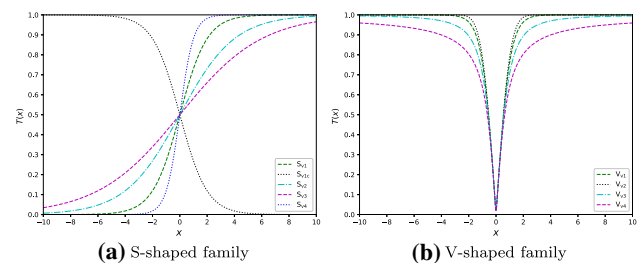 1.0
0.9
0.8
0.7
0.6
0.5
0.4
0.3
0.2
0.1
0.0
T(x)
−10 −8 −6 −4 −2 0 2 4 6 8 10
x
Sv1
Sv1c
Sv2
Sv3
Sv4
(a) S-shaped family
1.0
0.9
0.8
0.7
0.6
0.5
0.4
0.3
0.2
0.1
0.0
T(x)
−10 −8 −6 −4 −2 0 2 4 6 8 10
x
Vv1
Vv2
Vv3
Vv4
(b) V-shaped family